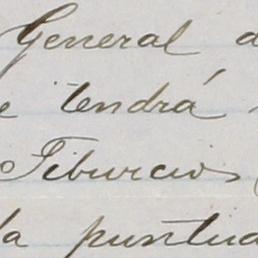 General a
e tendrá
Tiburcio
la puntua